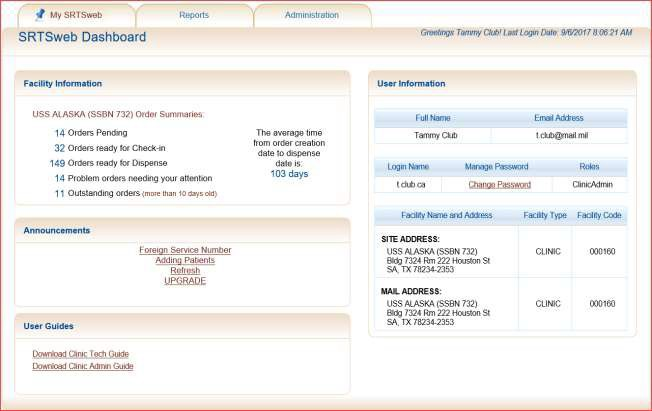 My SRTSweb
Reports
Administration
SRTSweb Dashboard
Greetings Tammy Club! Last Login Date: 9/6/2017 8:06:21 AM
Facility Information
USS ALASKA (SSBN 732) Order Summaries:
14 Orders Pending
32 Orders ready for Check-in
149 Orders ready for Dispense
14 Problem orders needing your attention
11 Outstanding orders (more than 10 days old)
The average time
from order creation
date to dispense
date is:
103 days
Announcements
Foreign Service Number
Adding Patients
Refresh
UPGRADE
User Guides
Download Clinic Tech Guide
Download Clinic Admin Guide
User Information
Full Name Email Address
Tammy Club t.club@mail.mil
Login Name Manage Password Roles
t.club.ca Change Password ClinicAdmin
Facility Name and Address Facility Type Facility Code
SITE ADDRESS:
USS ALASKA (SSBN 732) CLINIC 000160
Bldg 7324 Rm 222 Houston St
SA, TX 78234-2353
MAIL ADDRESS:
USS ALASKA (SSBN 732) CLINIC 000160
Bldg 7324 Rm 222 Houston St
SA, TX 78234-2353